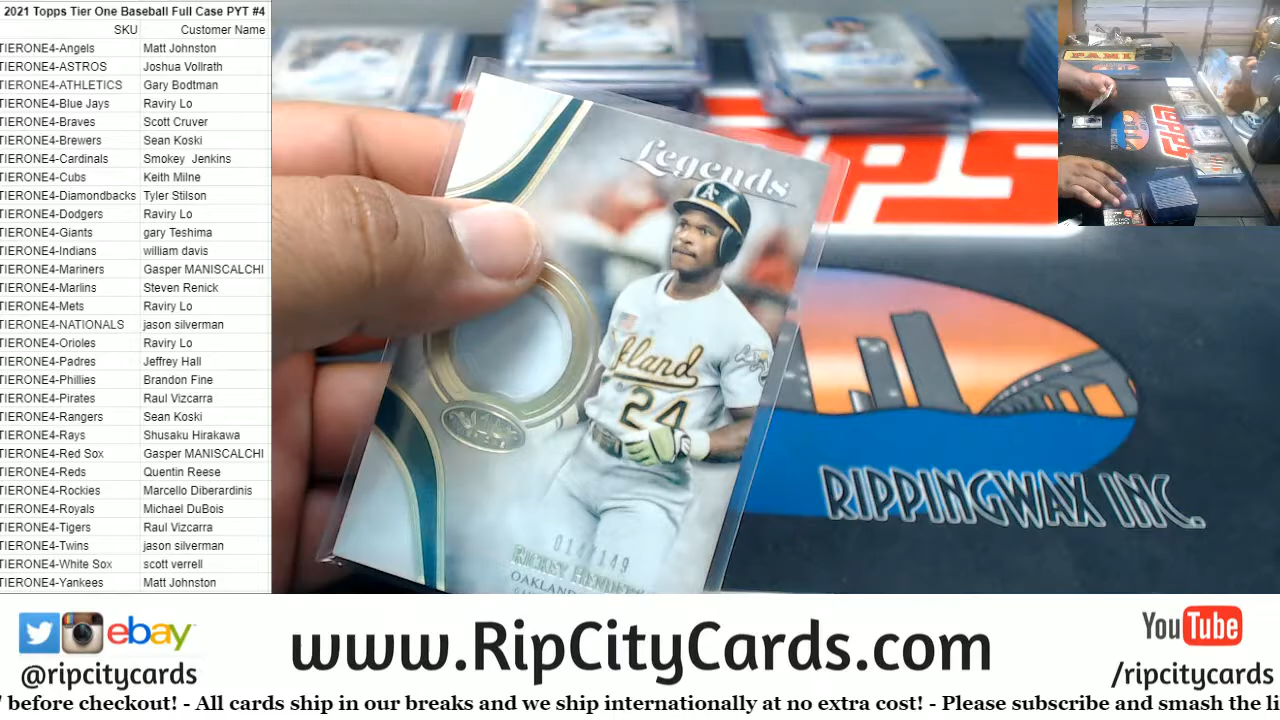 2021 Topps Tier One Baseball Full Case PYT #4
SKU Customer Name
TIERONE4-Angels Matt Johnston
TIERONE4-ASTROS Joshua Vollrath
TIERONE4-ATHLETICS Gary Bodtman
TIERONE4-Blue Jays Raviry Lo
TIERONE4-Braves Scott Cruver
TIERONE4-Brewers Sean Koski
TIERONE4-Cardinals Smokey Jenkins
TIERONE4-Cubs Keith Milne
TIERONE4-Diamondbacks Tyler Stilson
TIERONE4-Dodgers Raviry Lo
TIERONE4-Giants gary Teshima
TIERONE4-Indians william davis
TIERONE4-Mariners Gasper MANISCALCHI
TIERONE4-Marlins Steven Renick
TIERONE4-Mets Raviry Lo
TIERONE4-NATIONALS jason silverman
TIERONE4-Orioles Raviry Lo
TIERONE4-Padres Jeffrey Hall
TIERONE4-Phillies Brandon Fine
TIERONE4-Pirates Raul Vizcarra
TIERONE4-Rangers Sean Koski
TIERONE4-Rays Shusaku Hirakawa
TIERONE4-Red Sox Gasper MANISCALCHI
TIERONE4-Reds Quentin Reese
TIERONE4-Rockies Marcello Diberardinis
TIERONE4-Royals Michael DuBois
TIERONE4-Tigers Raul Vizcarra
TIERONE4-Twins jason silverman
TIERONE4-White Sox scott verrell
TIERONE4-Yankees Matt Johnston
Legends
A's
kland
24
RICKEY
OAKLAND
PS
RIPPINGWAX INC.
PANI
TOPPS
ebay
@ripcitycards
www.RipCityCards.com
YouTube
/ripcitycards
before checkout! - All cards ship in our breaks and we ship internationally at no extra cost! - Please subscribe and smash the li